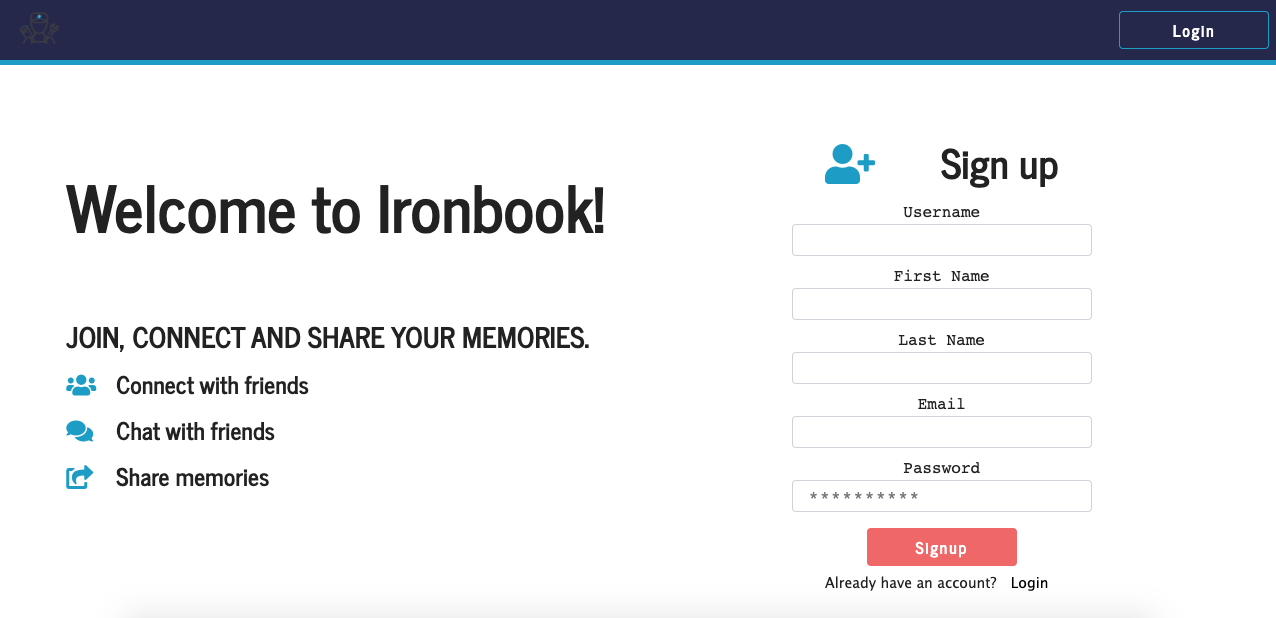 Login
Welcome to Ironbook!
JOIN, CONNECT AND SHARE YOUR MEMORIES.
Connect with friends
Chat with friends
Share memories
Sign up
Username
First Name
Last Name
Email
Password
**********
Signup
Already have an account? Login